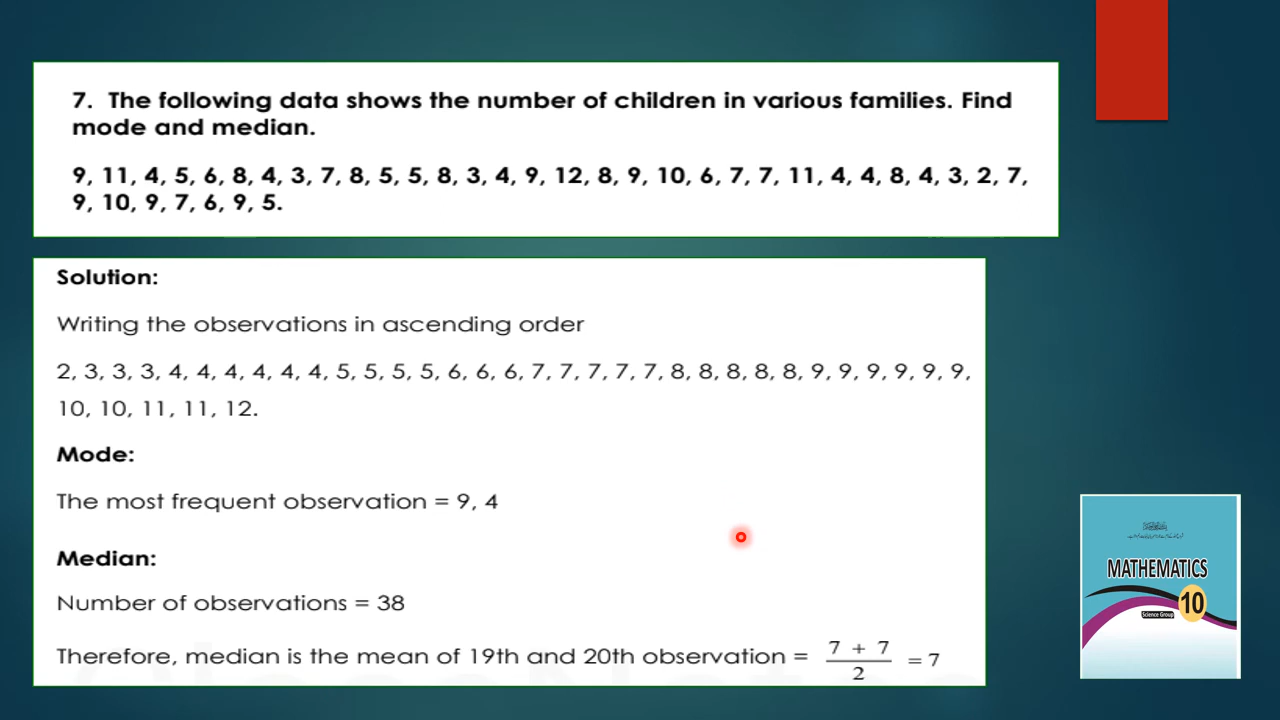 7. The following data shows the number of children in various families. Find
mode and median.
9, 11, 4, 5, 6, 8, 4, 3, 7, 8, 5, 5, 8, 3, 4, 9, 12, 8, 9, 10, 6, 7, 7, 11, 4, 4, 8, 4, 3, 2, 7,
9, 10, 9, 7, 6, 9, 5.
Solution:
Writing the observations in ascending order
2, 3, 3, 3, 4, 4, 4, 4, 4, 4, 5, 5, 5, 5, 6, 6, 6, 7, 7, 7, 7, 7, 8, 8, 8, 8, 8, 9, 9, 9, 9, 9, 9,
10, 10, 11, 11, 12.
Mode:
The most frequent observation = 9, 4
Median:
Number of observations = 38
Therefore, median is the mean of 19th and 20th observation = 7 + 7 / 2 = 7
MATHEMATICS
10
Science Group